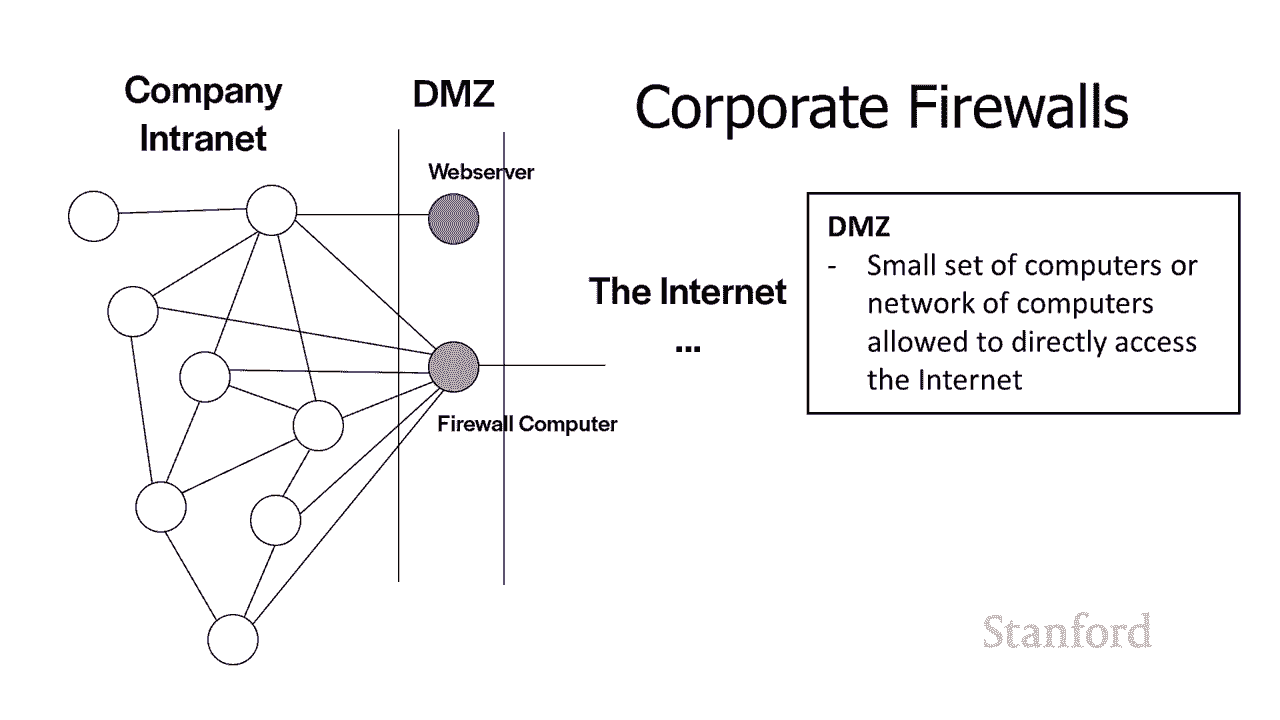 Company
Intranet
DMZ
Corporate Firewalls
Webserver
The Internet
...
Firewall Computer
DMZ
- Small set of computers or
network of computers
allowed to directly access
the Internet
Stanford